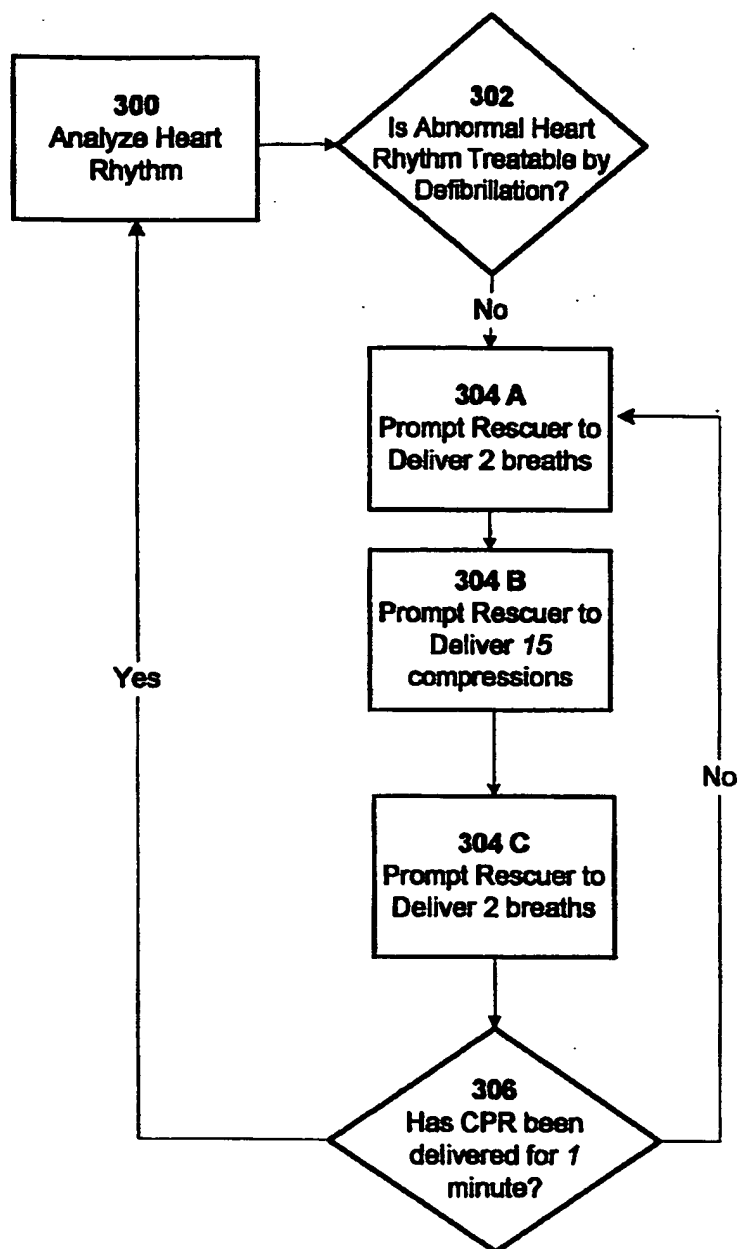 300
Analyze Heart
Rhythm
302
Is Abnormal Heart
Rhythm Treatable by
Defibrillation?
No
304 A
Prompt Rescuer to
Deliver 2 breaths
304 B
Prompt Rescuer to
Deliver 15
compressions
Yes
No
304 C
Prompt Rescuer to
Deliver 2 breaths
306
Has CPR been
delivered for 1
minute?